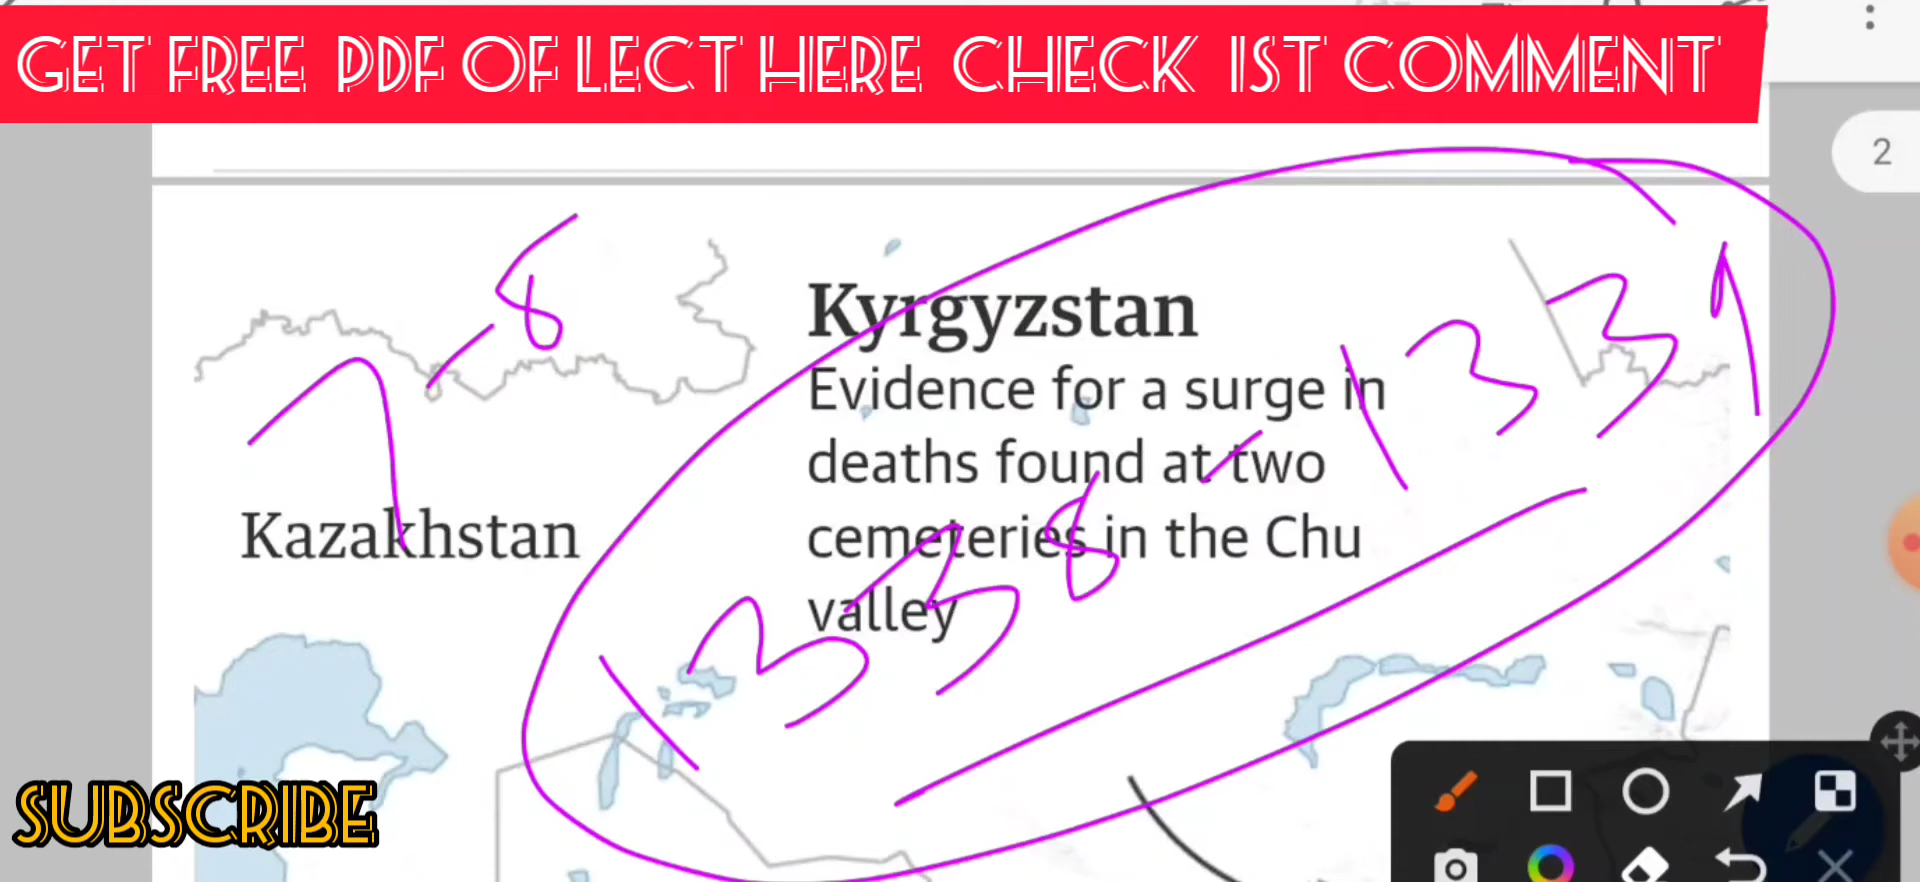 GET FREE PDF OF LECT HERE CHECK IST COMMENT
2
7-8
Kyrgyzstan
Evidence for a surge in
deaths found at two
cemeteries in the Chu
valley
1338-1339
Kazakhstan
SUBSCRIBE